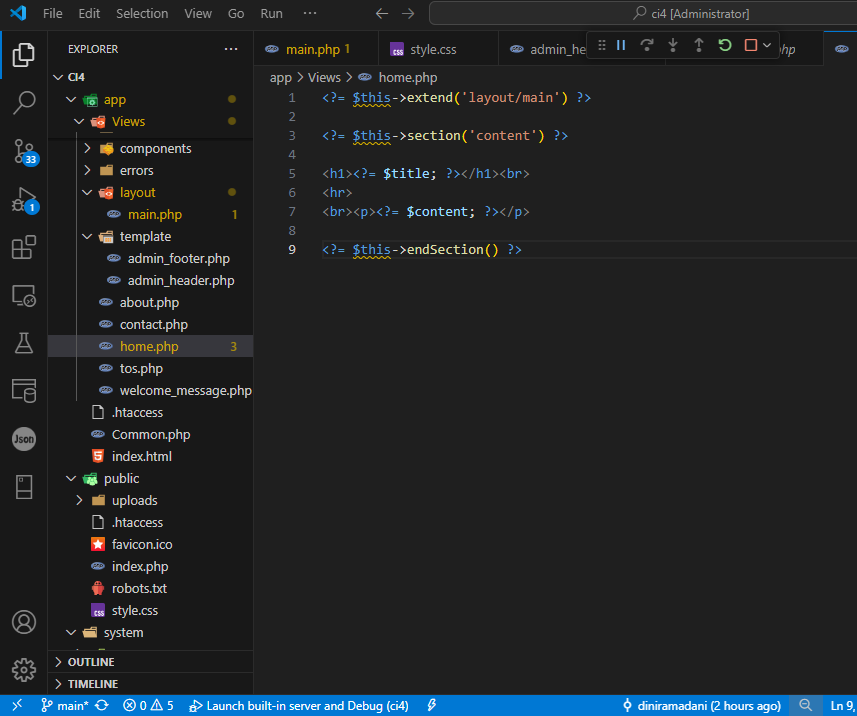 File Edit Selection View Go Run ··· ci4 [Administrator]
EXPLORER ···
main.php 1 style.css admin_he hp
CI4
app > Views > home.php
app
Views
components
errors
layout
main.php 1
template
admin_footer.php
admin_header.php
about.php
contact.php
home.php 3
tos.php
welcome_message.php
.htaccess
Common.php
index.html
public
uploads
.htaccess
favicon.ico
index.php
robots.txt
style.css
system
OUTLINE
TIMELINE
33
1
Json
1 <?= $this->extend('layout/main') ?>
2
3 <?= $this->section('content') ?>
4
5 <h1><?= $title; ?></h1><br>
6 <hr>
7 <br><p><?= $content; ?></p>
8
9 <?= $this->endSection() ?>
main* 0 5 Launch built-in server and Debug (ci4) diniramadani (2 hours ago) Ln 9,